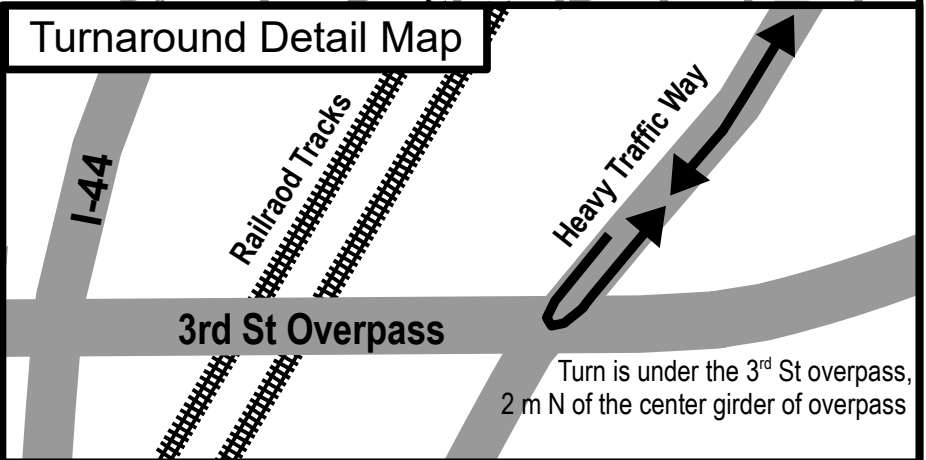 Turnaround Detail Map
I-44
Railraod Tracks
Heavy Traffic Way
3rd St Overpass
Turn is under the 3rd St overpass,
2 m N of the center girder of overpass